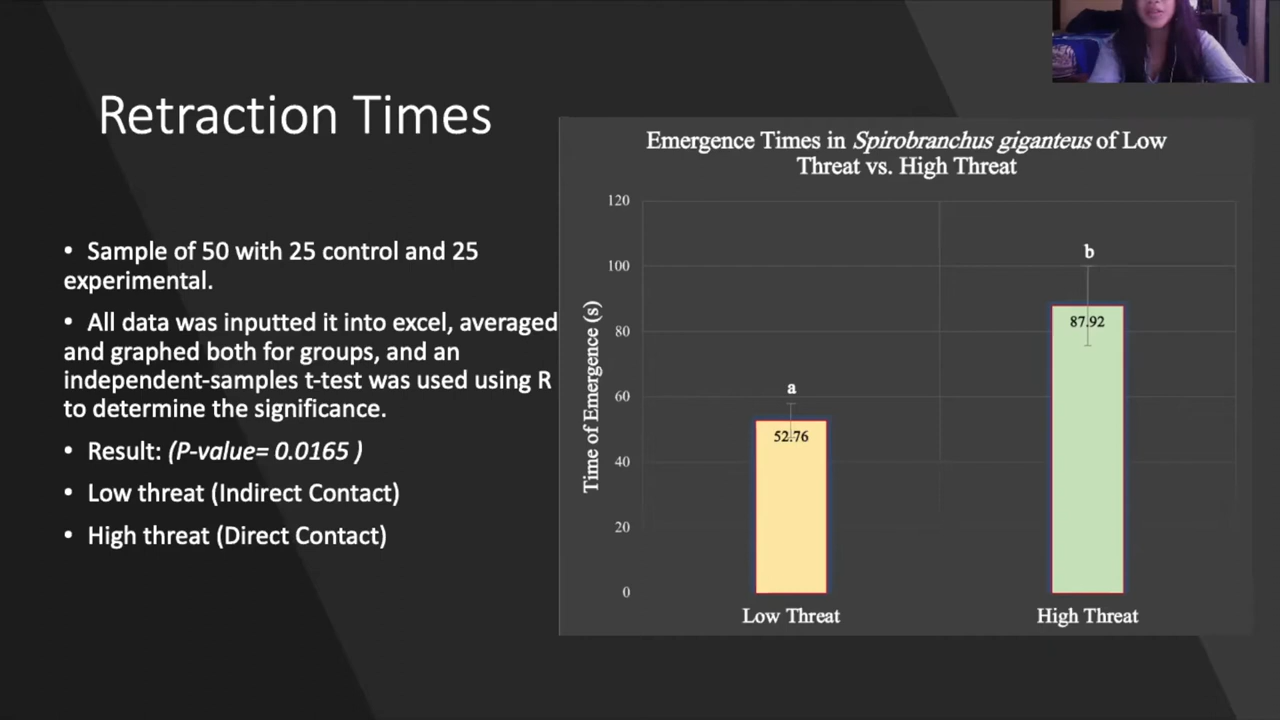 Retraction Times
• Sample of 50 with 25 control and 25
experimental.
• All data was inputted it into excel, averaged
and graphed both for groups, and an
independent-samples t-test was used using R
to determine the significance.
• Result: (P-value= 0.0165 )
• Low threat (Indirect Contact)
• High threat (Direct Contact)
Emergence Times in Spirobranchus giganteus of Low
Threat vs. High Threat
Time of Emergence (s)
120
100
80
60
40
20
0
a
52.76
b
87.92
Low Threat
High Threat